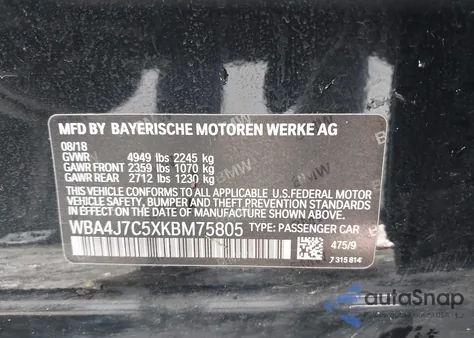 MFD BY BAYERISCHE MOTOREN WERKE AG
08/18
GVWR 4949 lbs 2245 kg
GAWR FRONT 2359 lbs 1070 kg
GAWR REAR 2712 lbs 1230 kg
THIS VEHICLE CONFORMS TO ALL APPLICABLE U.S.FEDERAL MOTOR
VEHICLE SAFETY, BUMPER AND THEFT PREVENTION STANDARDS IN
EFFECT ON THE DATE OF MANUFACTURE SHOWN ABOVE.
WBA4J7C5XKBM75805 TYPE: PASSENGER CAR
475/9
7 315 814
autoSnap